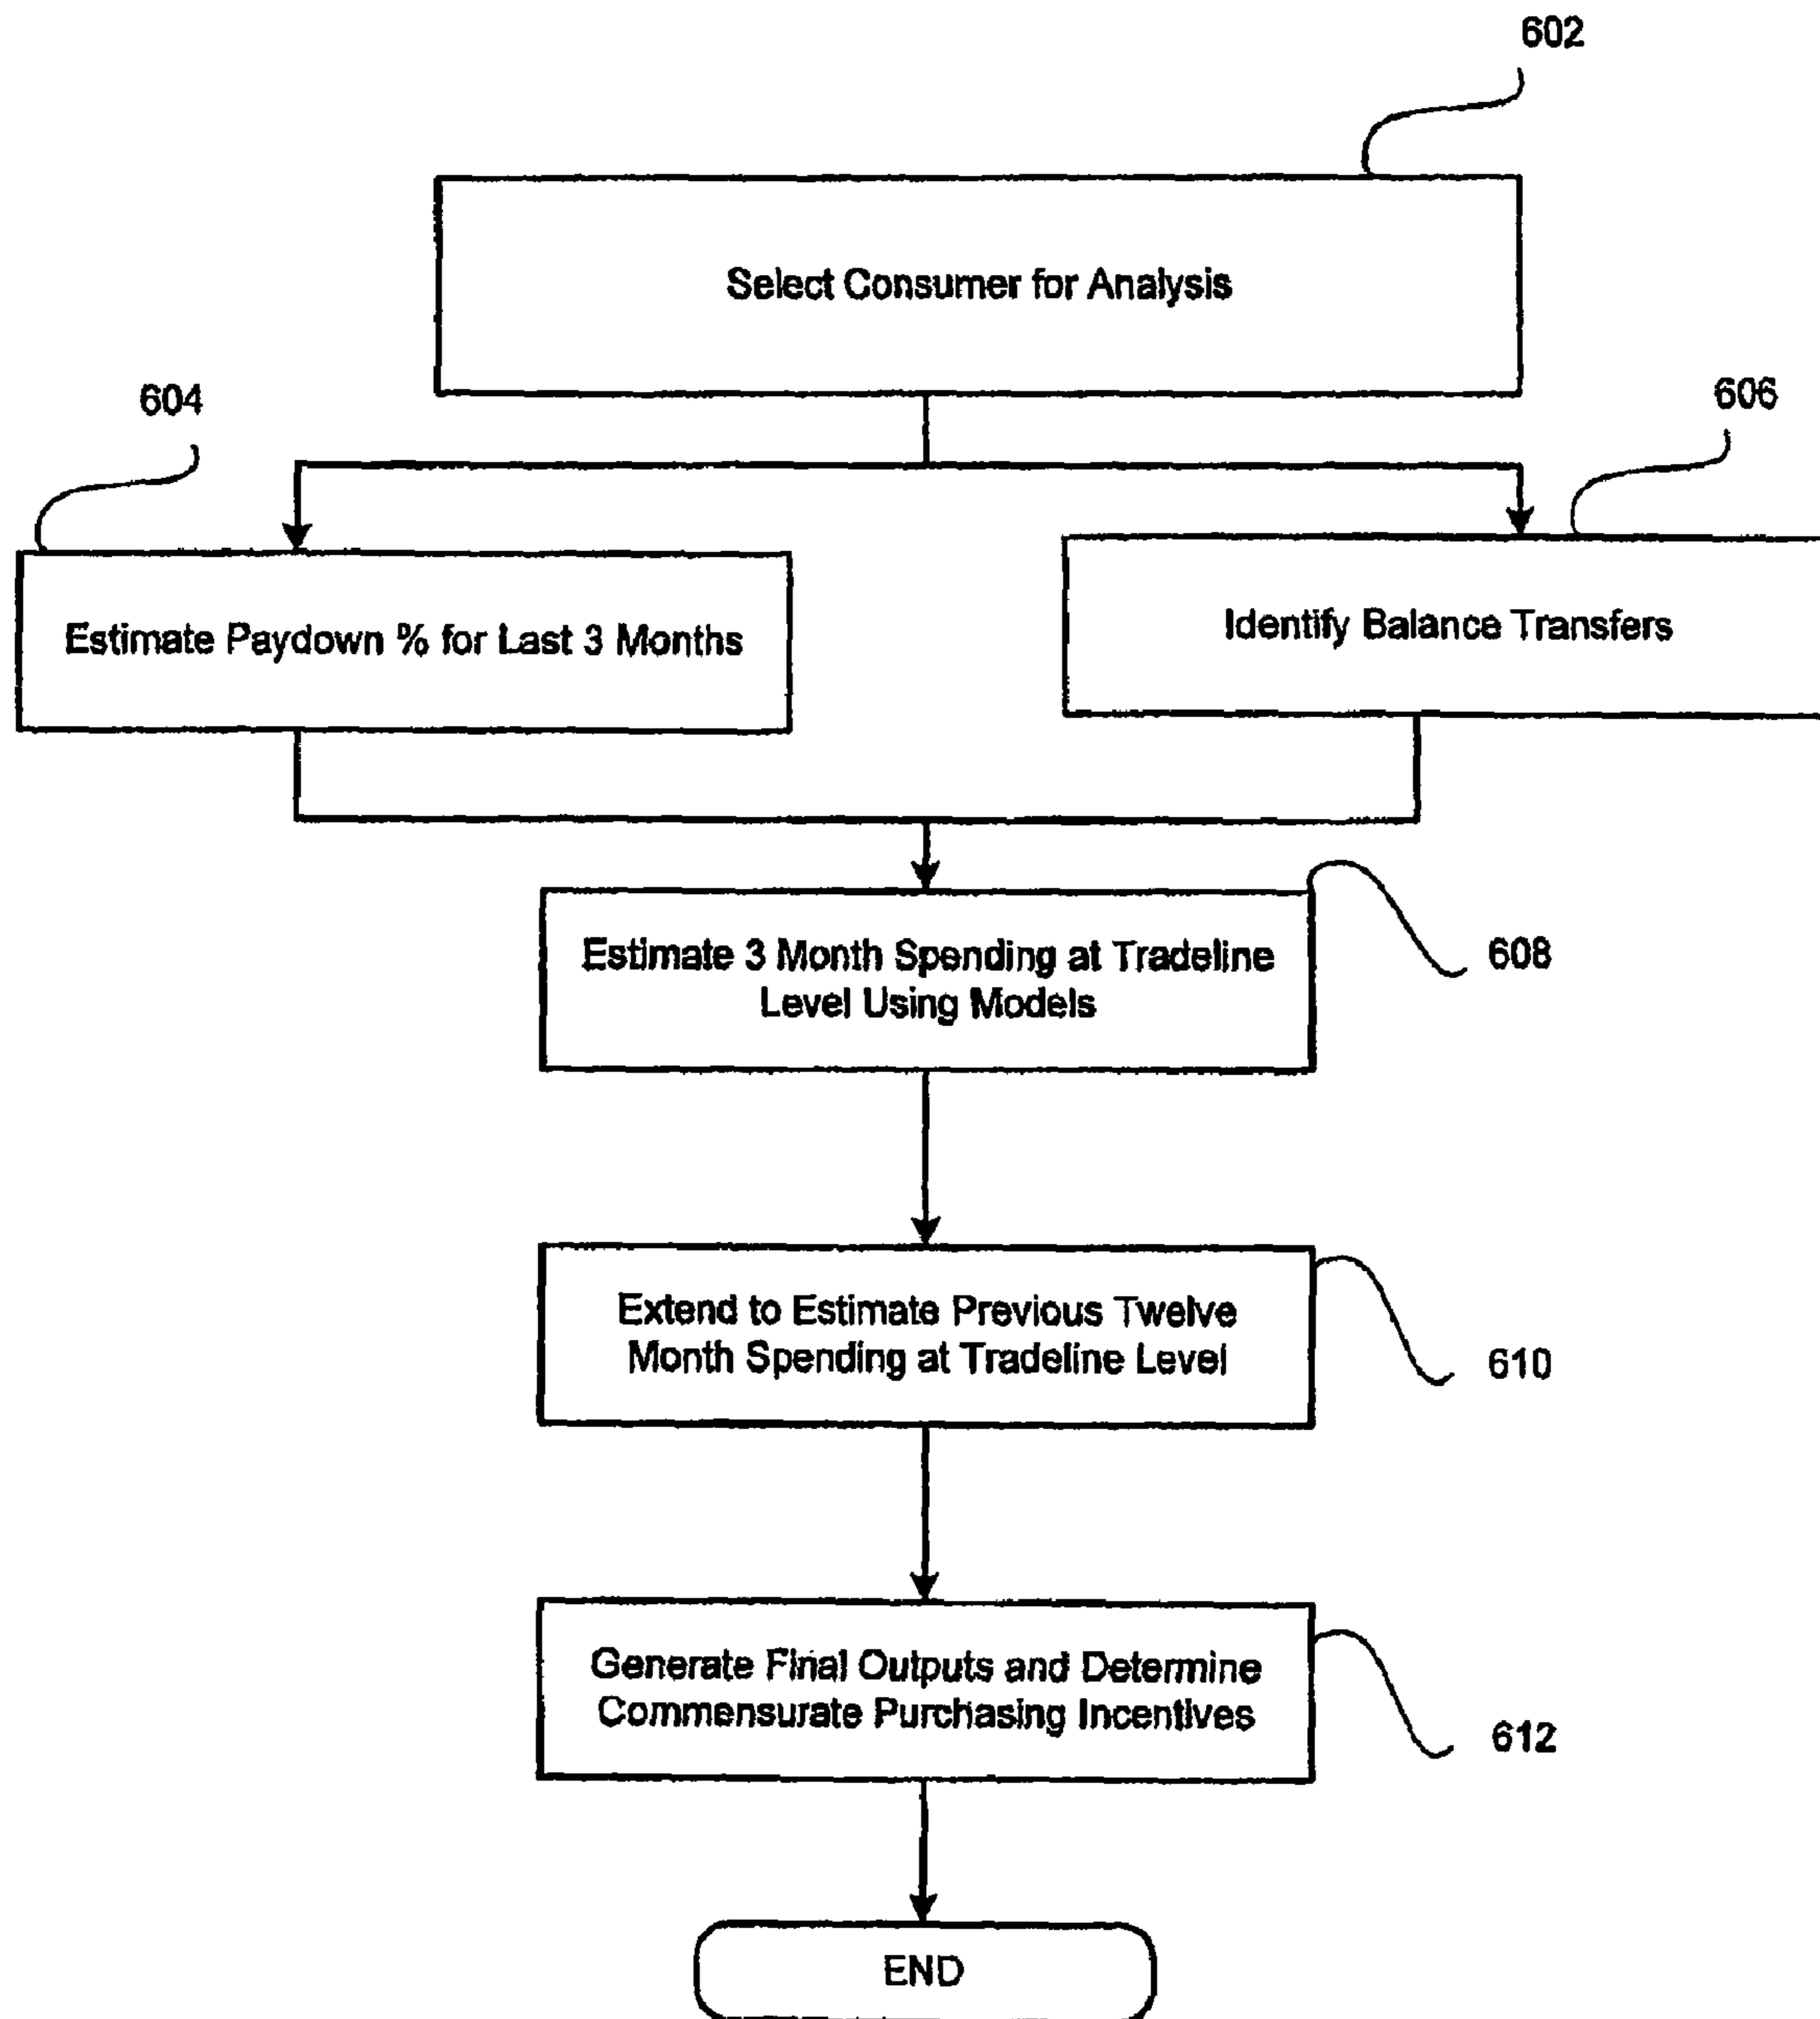 602
Select Consumer for Analysis
604
606
Estimate Paydown % for Last 3 Months
Identify Balance Transfers
Estimate 3 Month Spending at Tradeline
Level Using Models
608
Extend to Estimate Previous Twelve
Month Spending at Tradeline Level
610
Generate Final Outputs and Determine
Commensurate Purchasing Incentives
612
END